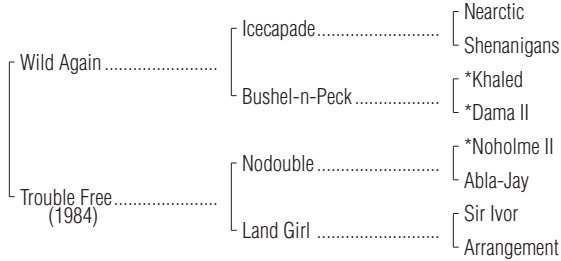 Nearctic
Icecapade
Shenanigans
Wild Again
*Khaled
Bushel-n-Peck
*Dama II
*Noholme II
Nodouble
Abla-Jay
Trouble Free
(1984)
Sir Ivor
Land Girl
Arrangement